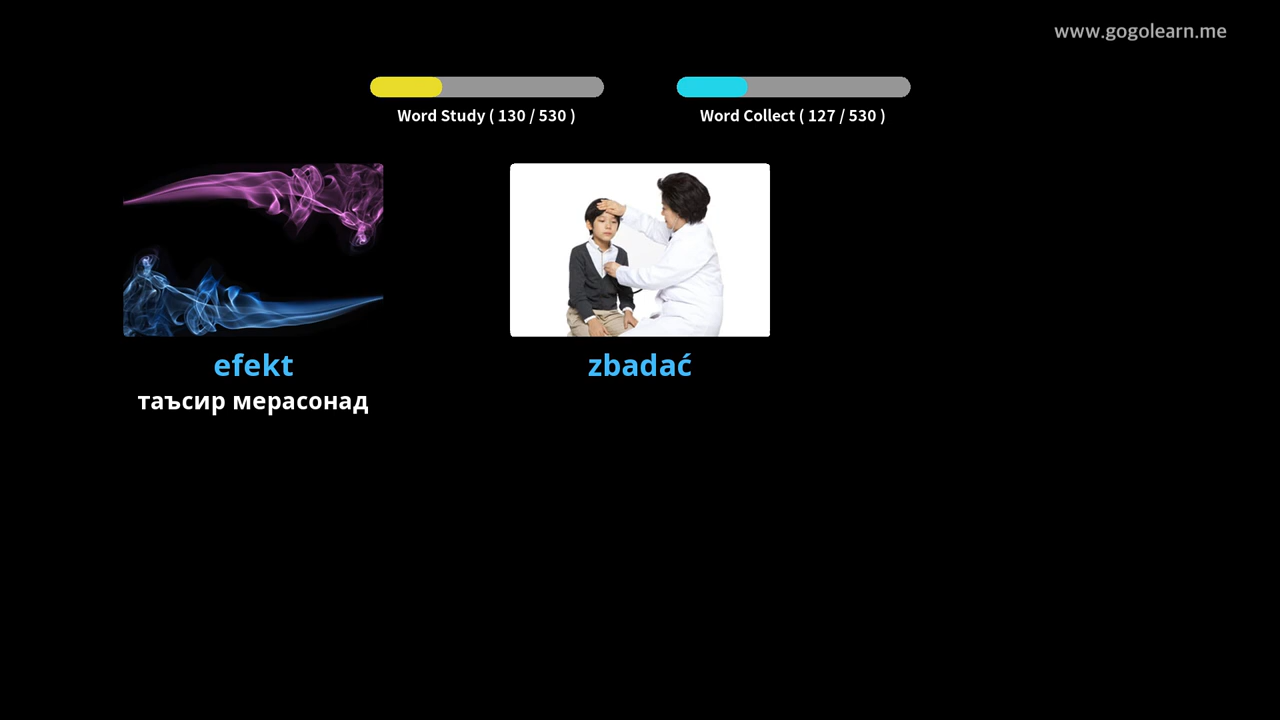 www.gogolearn.me
Word Study ( 130 / 530 )
Word Collect ( 127 / 530 )
efekt
таъсир мерасонад
zbadać